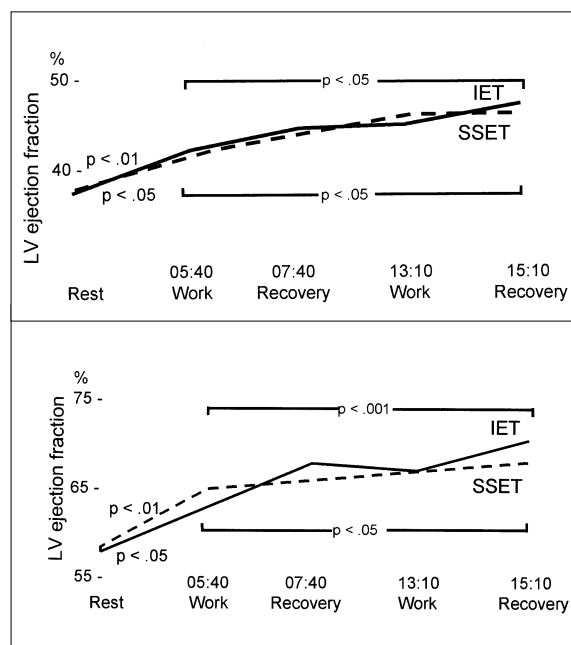 %
50 -
p < .05
IET
SSET
LV ejection fraction
p < .01
40 -
p < .05
p < .05
05:40 07:40 13:10 15:10
Rest Work Recovery Work Recovery
%
75 -
p < .001
IET
LV ejection fraction
65 -
SSET
p < .01
p < .05
p < .05
55 -
05:40 07:40 13:10 15:10
Rest Work Recovery Work Recovery